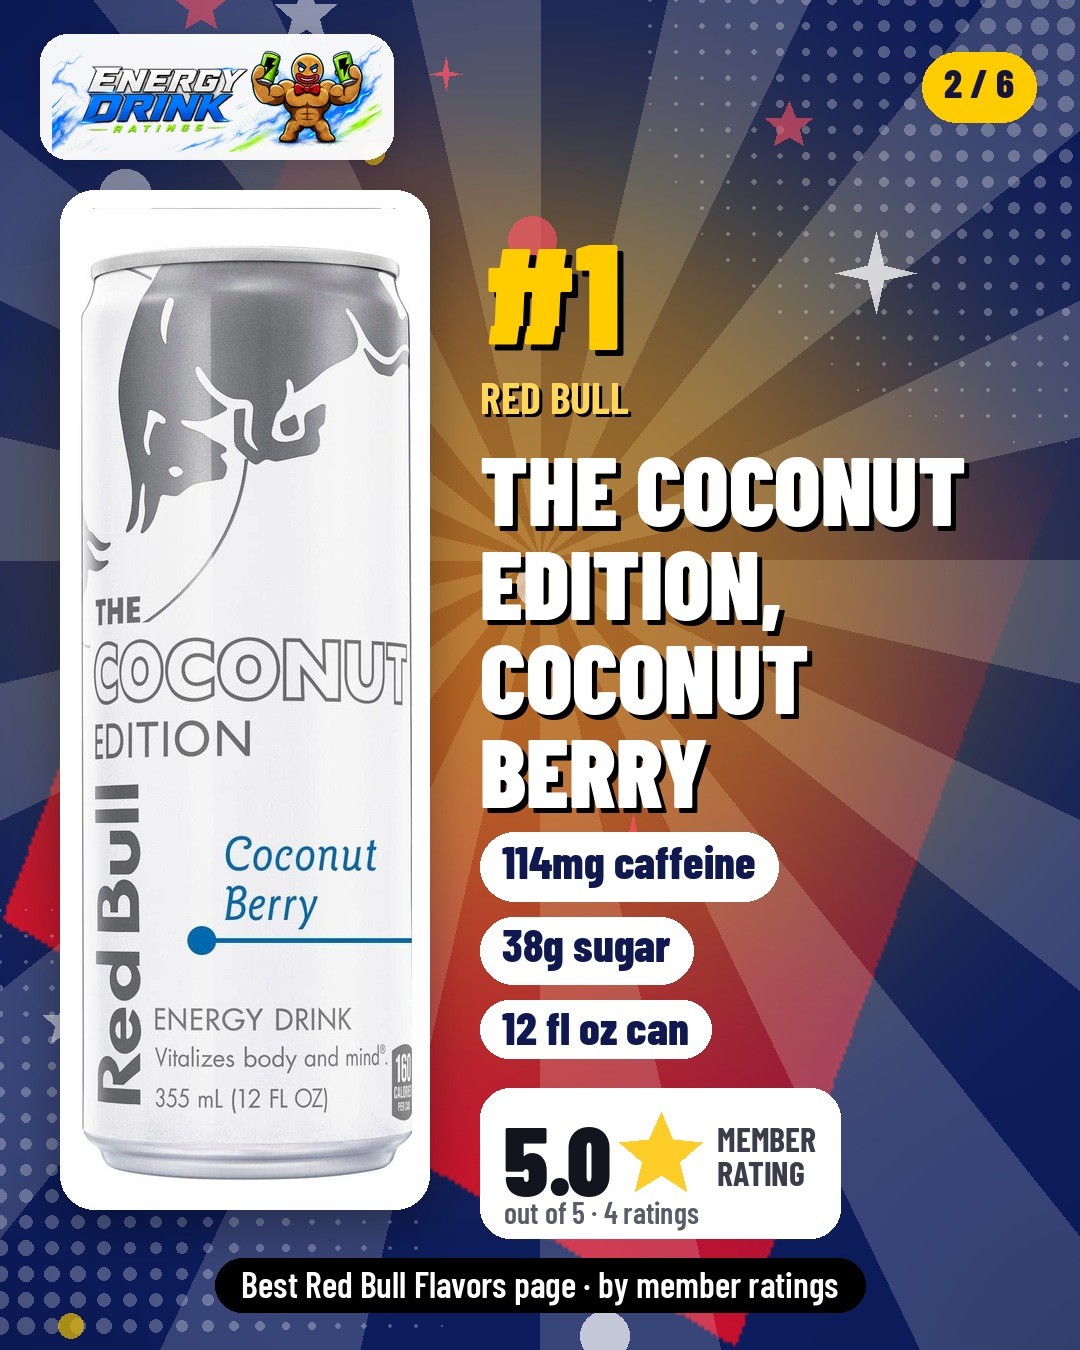 ENERGY
DRINK
RATINGS
2 / 6
#1
RED BULL
THE COCONUT
EDITION,
COCONUT
BERRY
114mg caffeine
38g sugar
12 fl oz can
5.0
MEMBER
RATING
out of 5 · 4 ratings
THE
COCONUT
EDITION
Red Bull
Coconut
Berry
ENERGY DRINK
Vitalizes body and mind®.
355 mL (12 FL OZ)
160
CALORIES
PER CAN
Best Red Bull Flavors page · by member ratings